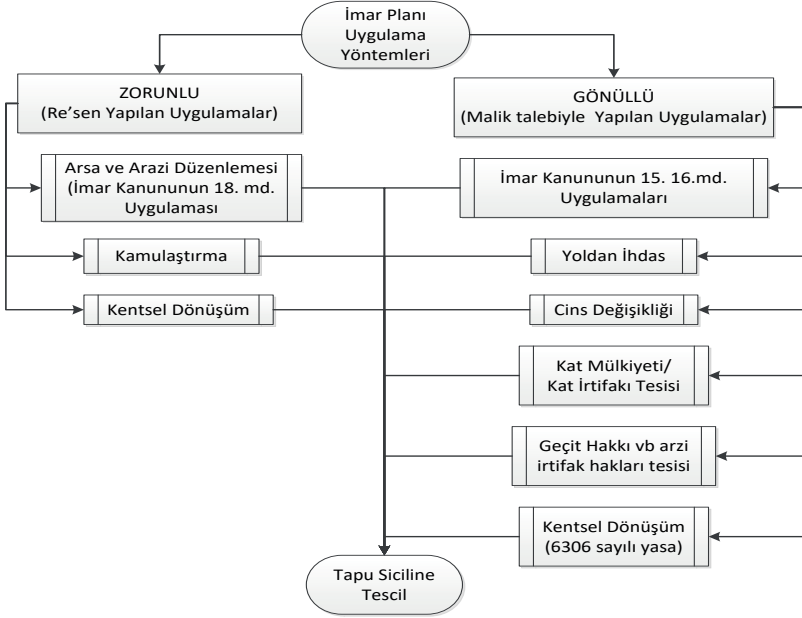 İmar Planı
Uygulama
Yöntemleri
ZORUNLU
(Re’sen Yapılan Uygulamalar)
GÖNÜLLÜ
(Malik talebiyle Yapılan Uygulamalar)
Arsa ve Arazi Düzenlemesi
(İmar Kanununun 18. md.
Uygulaması
İmar Kanununun 15. 16.md.
Uygulamaları
Kamulaştırma
Yoldan İhdas
Kentsel Dönüşüm
Cins Değişikliği
Kat Mülkiyeti/
Kat İrtifakı Tesisi
Geçit Hakkı vb arzi
irtifak hakları tesisi
Kentsel Dönüşüm
(6306 sayılı yasa)
Tapu Siciline
Tescil